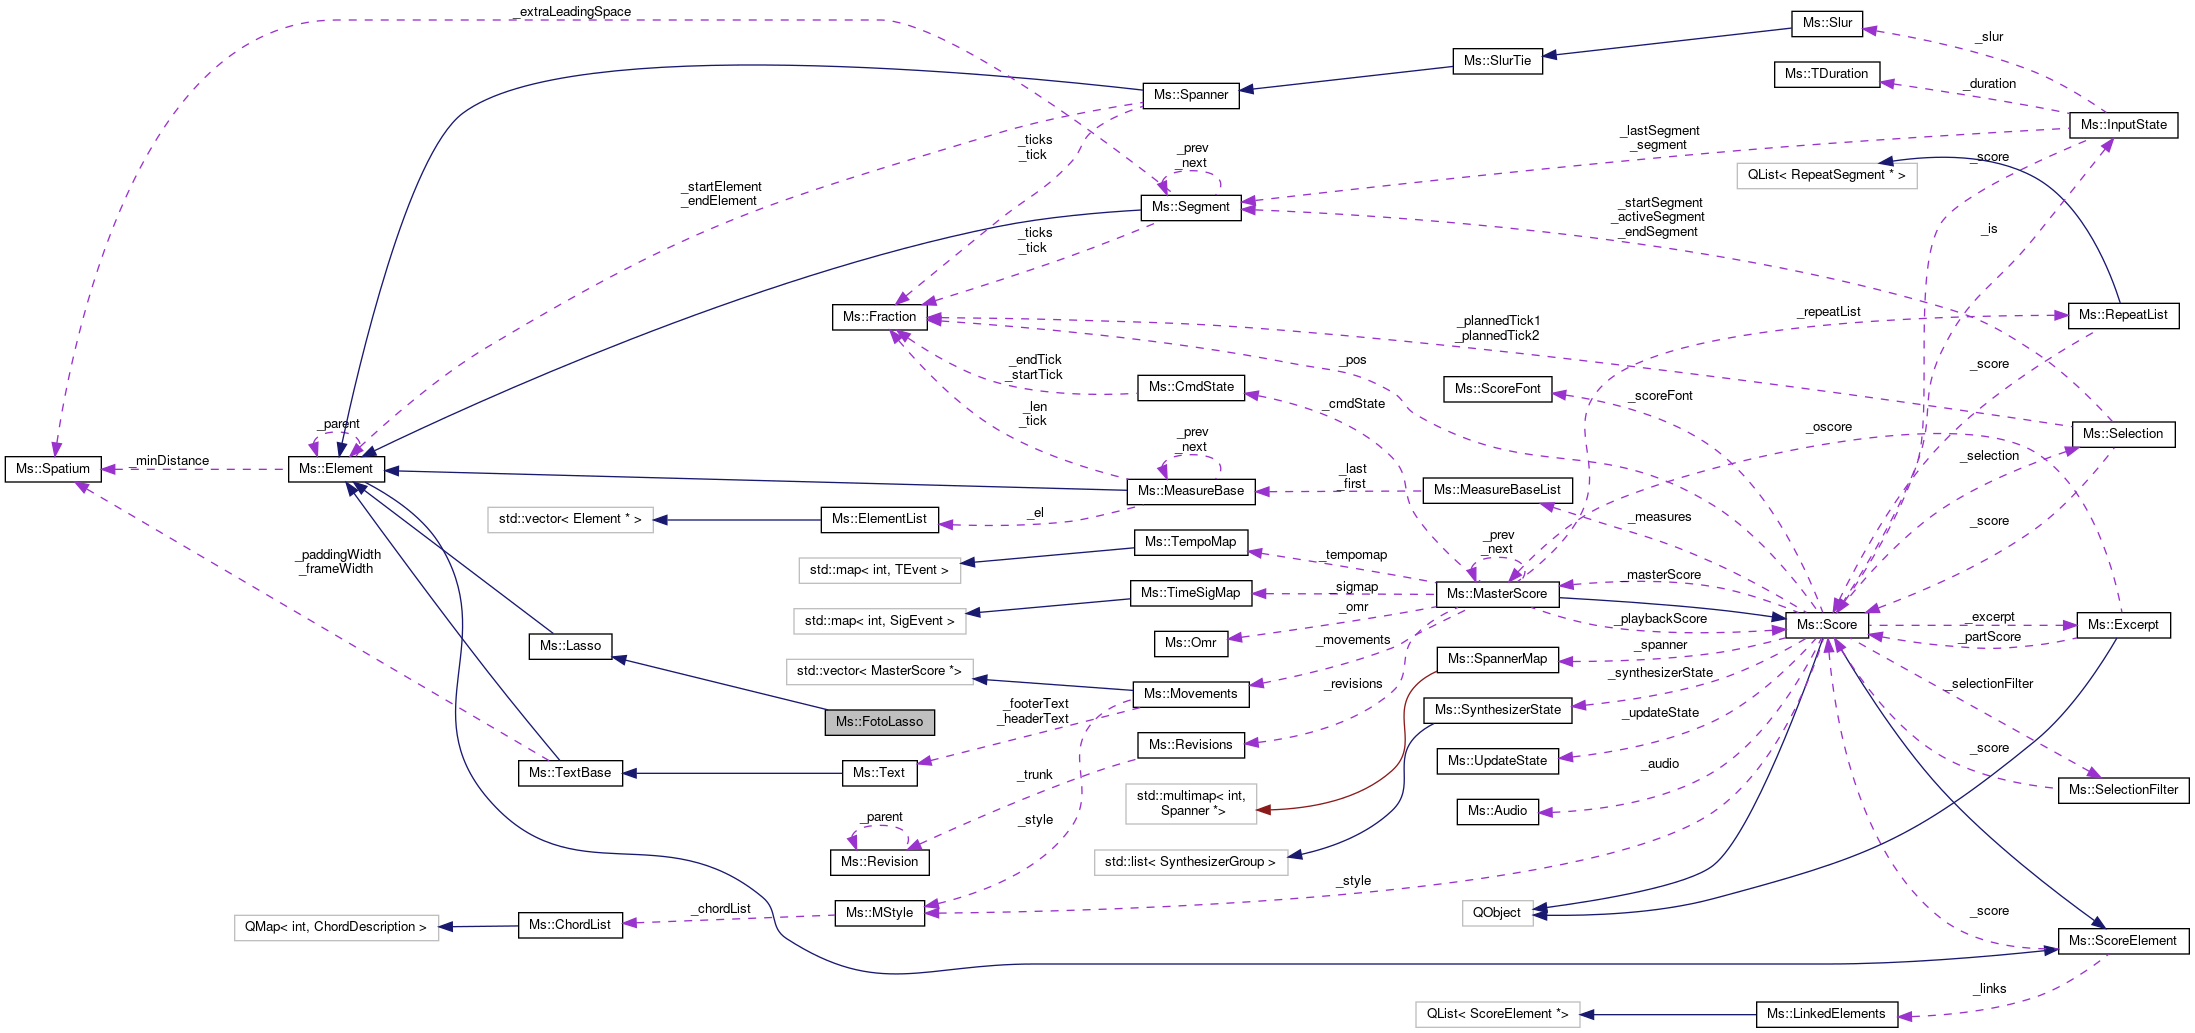 _extraLeadingSpace
Ms::Slur
_slur
Ms::SlurTie
Ms::TDuration
_duration
Ms::Spanner
Ms::InputState
_lastSegment
_segment
_ticks
_tick
_prev
_next
_score
QList< RepeatSegment * >
_startElement
_endElement
Ms::Segment
_startSegment
_activeSegment
_endSegment
_is
_ticks
_tick
Ms::Fraction
_plannedTick1
_plannedTick2
_repeatList
Ms::RepeatList
_endTick
_startTick
_pos
_score
Ms::CmdState
Ms::ScoreFont
_scoreFont
_cmdState
_len
_tick
_parent
_prev
_next
_oscore
Ms::Selection
Ms::Spatium
_minDistance
Ms::Element
_last
_first
_selection
Ms::MeasureBase
Ms::MeasureBaseList
std::vector< Element * >
Ms::ElementList
_el
_measures
_score
_paddingWidth
_frameWidth
std::map< int, TEvent >
Ms::TempoMap
_tempomap
_prev
_next
_masterScore
Ms::TimeSigMap
_sigmap
Ms::MasterScore
std::map< int, SigEvent >
_omr
_playbackScore
Ms::Score
_excerpt
Ms::Excerpt
_partScore
Ms::Lasso
Ms::Omr
_movements
Ms::SpannerMap
_spanner
std::vector< MasterScore *>
Ms::Movements
_revisions
_synthesizerState
_selectionFilter
_footerText
_headerText
Ms::FotoLasso
Ms::SynthesizerState
_updateState
Ms::Revisions
Ms::UpdateState
_score
Ms::TextBase
Ms::Text
_trunk
_audio
std::multimap< int,
Spanner *>
Ms::SelectionFilter
_parent
_style
Ms::Audio
Ms::Revision
std::list< SynthesizerGroup >
_style
_chordList
Ms::MStyle
QObject
_score
QMap< int, ChordDescription >
Ms::ChordList
Ms::ScoreElement
_links
QList< ScoreElement *>
Ms::LinkedElements